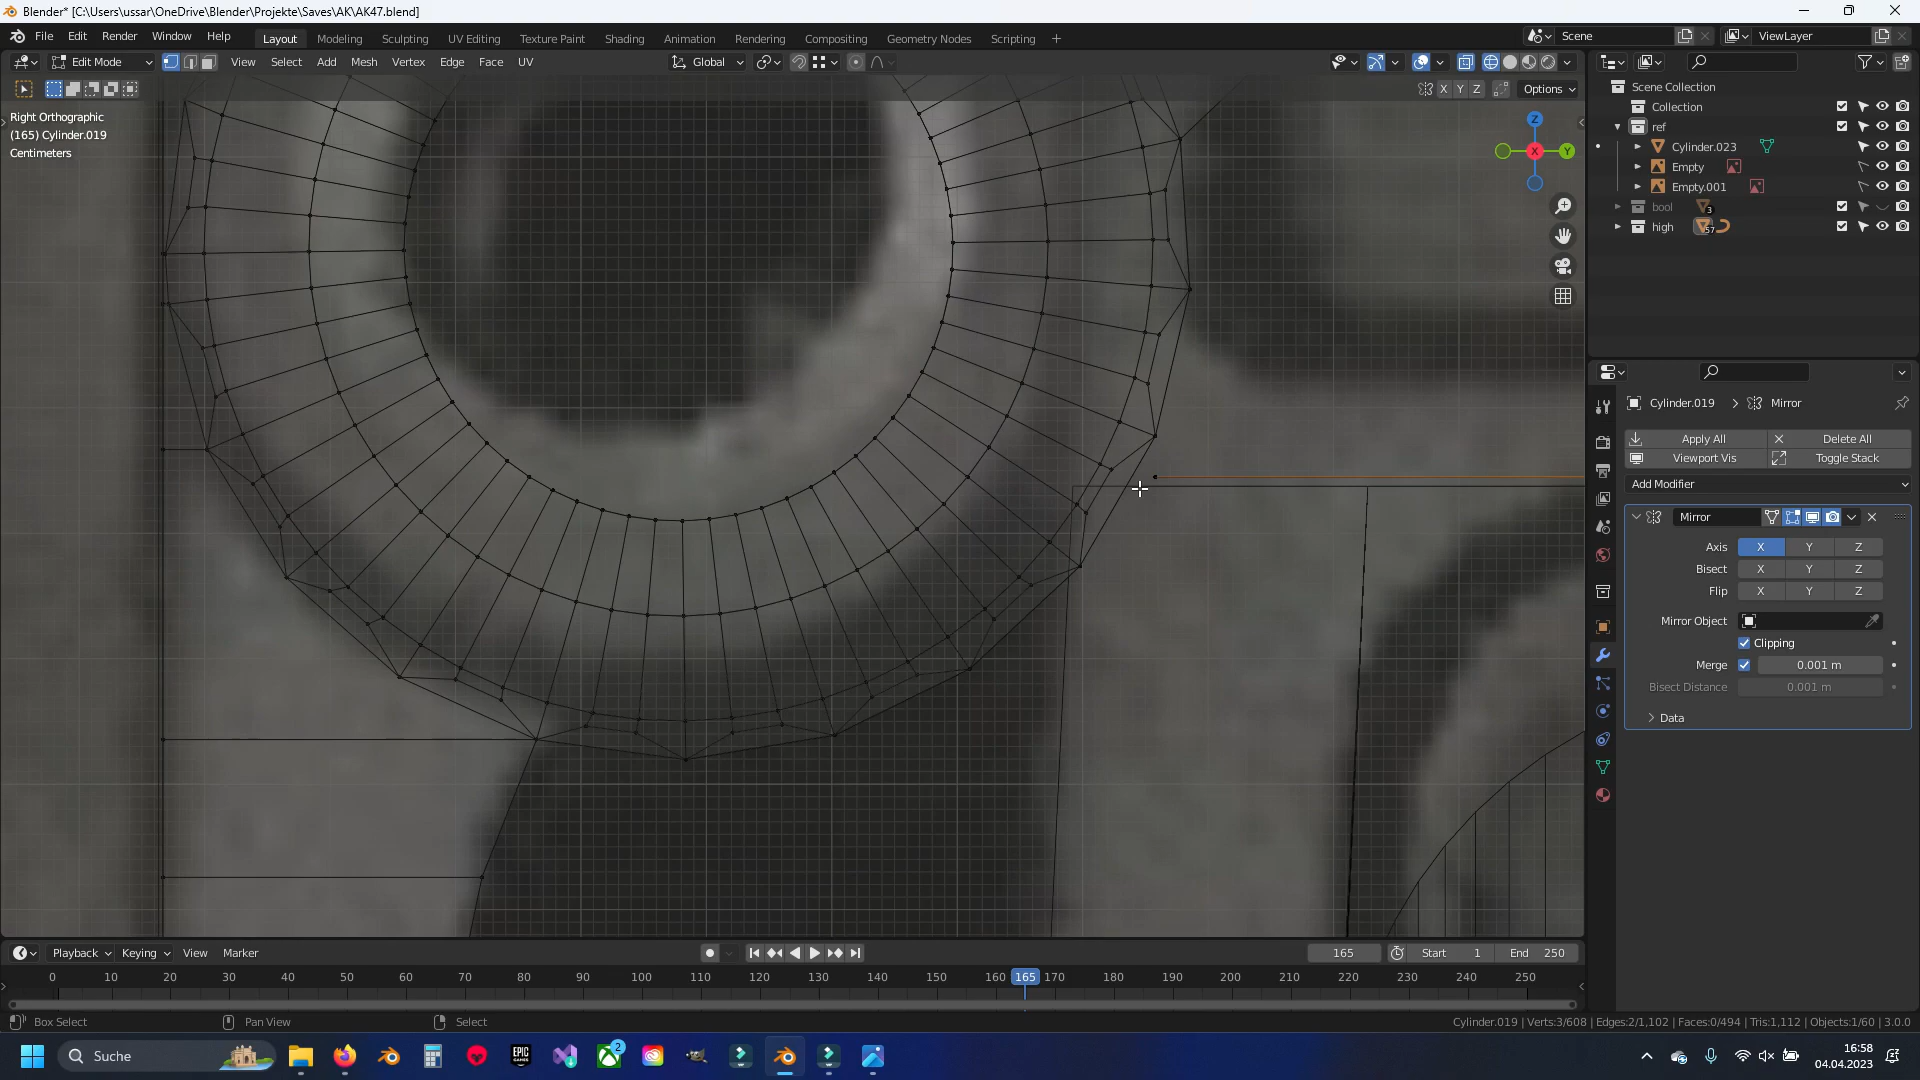 Blender* [C:\Users\ussar\OneDrive\Blender\Projekte\Saves\AK\AK47.blend]
File Edit Render Window Help Layout Modeling Sculpting UV Editing Texture Paint Shading Animation Rendering Compositing Geometry Nodes Scripting + Scene ViewLayer
Edit Mode View Select Add Mesh Vertex Edge Face UV Global
X Y Z Options
Right Orthographic
(165) Cylinder.019
Centimeters
Z
X
Y
Scene Collection
Collection
ref
Cylinder.023
Empty
Empty.001
bool 3
high 57
Cylinder.019 Mirror
Apply All Delete All
Viewport Vis Toggle Stack
Add Modifier
Mirror
Axis X Y Z
Bisect X Y Z
Flip X Y Z
Mirror Object
Clipping
Merge 0.001 m
Bisect Distance 0.001 m
Data
Playback Keying View Marker 165 Start 1 End 250
0 10 20 30 40 50 60 70 80 90 100 110 120 130 140 150 160 165 170 180 190 200 210 220 230 240 250
Box Select Pan View Select Cylinder.019 | Verts:3/608 | Edges:2/1,102 | Faces:0/494 | Tris:1,112 | Objects:1/60 | 3.0.0
Suche EPIC GAMES 2 16:58
04.04.2023